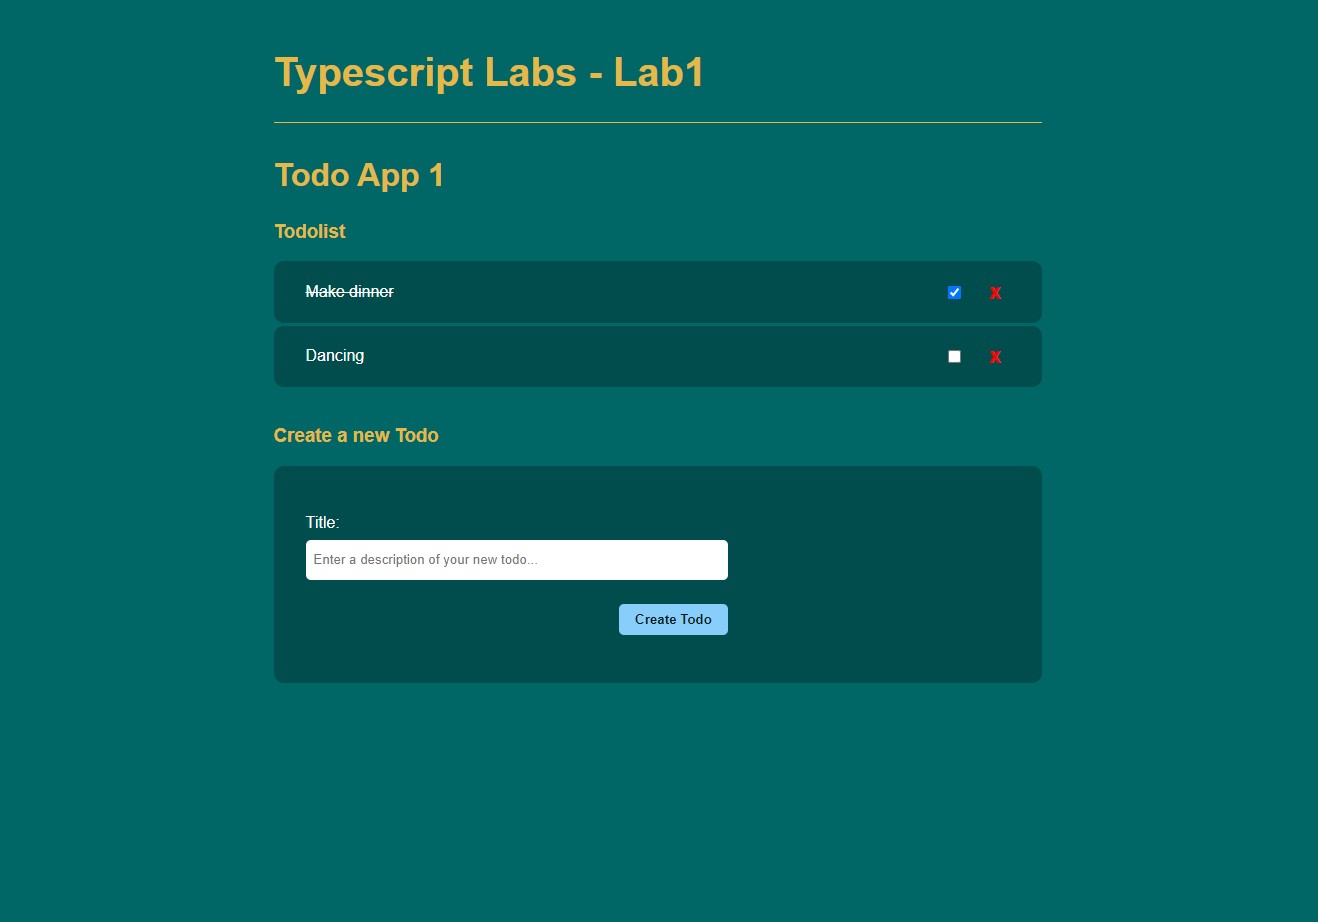 Typescript Labs - Lab1
Todo App 1
Todolist
Make dinner
X
Dancing
X
Create a new Todo
Title:
Enter a description of your new todo...
Create Todo